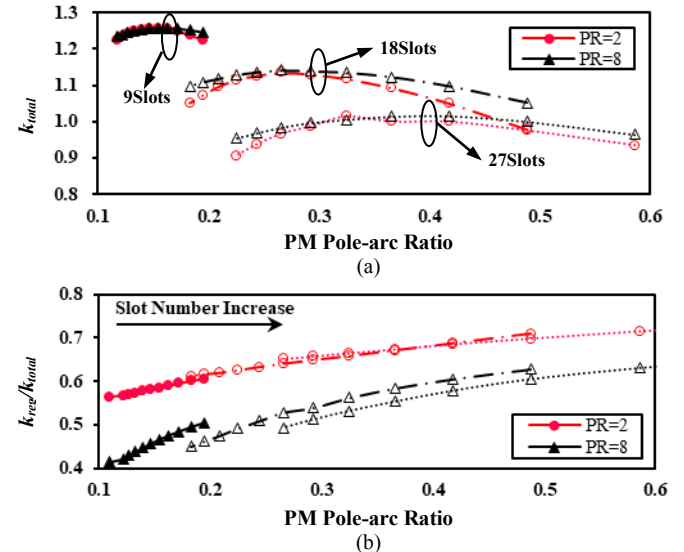 (a)
1.3
1.2
1.1
1.0
0.9
0.8
k_total
9Slots
18Slots
27Slots
PR=2
PR=8
0.1 0.2 0.3 0.4 0.5 0.6
PM Pole-arc Ratio
(a)
0.8
0.7
0.6
0.5
0.4
k_reg/k_total
Slot Number Increase
PR=2
PR=8
0.1 0.2 0.3 0.4 0.5 0.6
PM Pole-arc Ratio
(b)